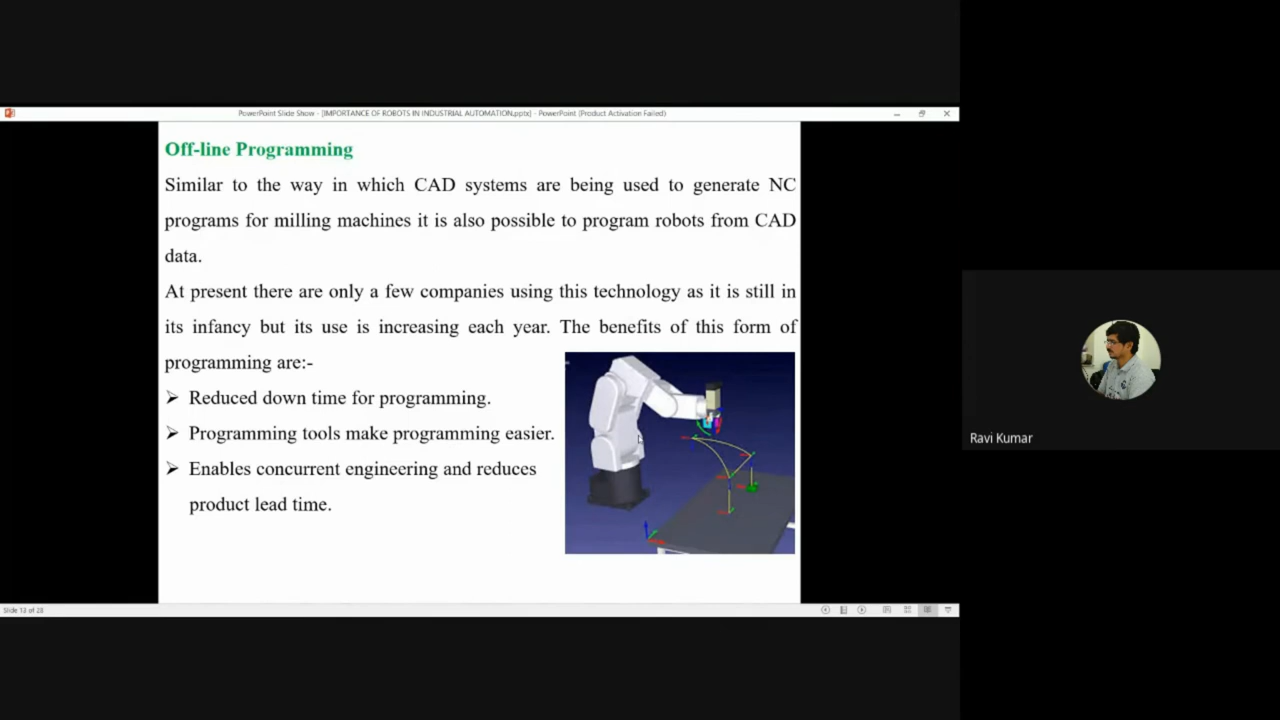 PowerPoint Slide Show - [IMPORTANCE OF ROBOTS IN INDUSTRIAL AUTOMATION.pptx] - PowerPoint (Product Activation Failed)
Off-line Programming
Similar to the way in which CAD systems are being used to generate NC
programs for milling machines it is also possible to program robots from CAD
data.
At present there are only a few companies using this technology as it is still in
its infancy but its use is increasing each year. The benefits of this form of
programming are:-
➢ Reduced down time for programming.
➢ Programming tools make programming easier.
➢ Enables concurrent engineering and reduces
product lead time.
Ravi Kumar
Slide 13 of 28